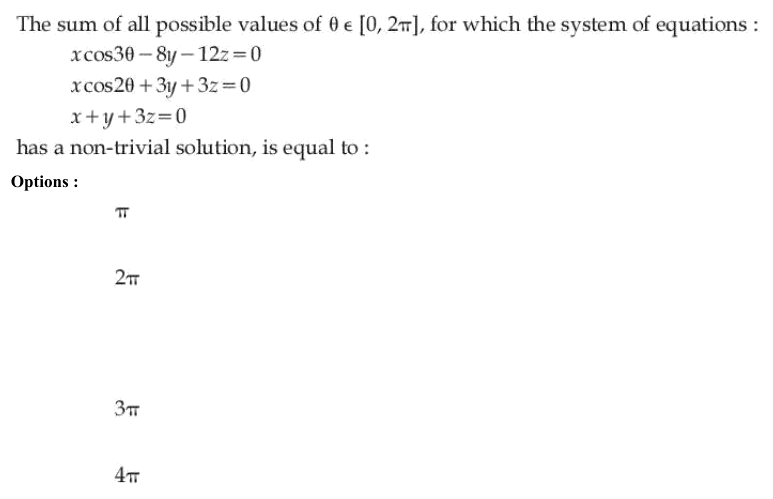 The sum of all possible values of θ ϵ [0, 2π], for which the system of equations :
xcos3θ – 8y – 12z = 0
xcos2θ + 3y + 3z = 0
x + y + 3z = 0
has a non-trivial solution, is equal to :
Options :
π
2π
3π
4π